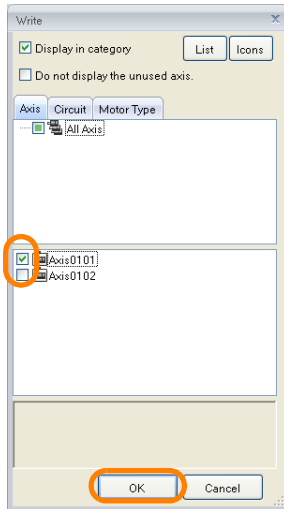 Write
Display in category
List
Icons
Do not display the unused axis.
Axis
Circuit
Motor Type
All Axis
Axis0101
Axis0102
OK
Cancel